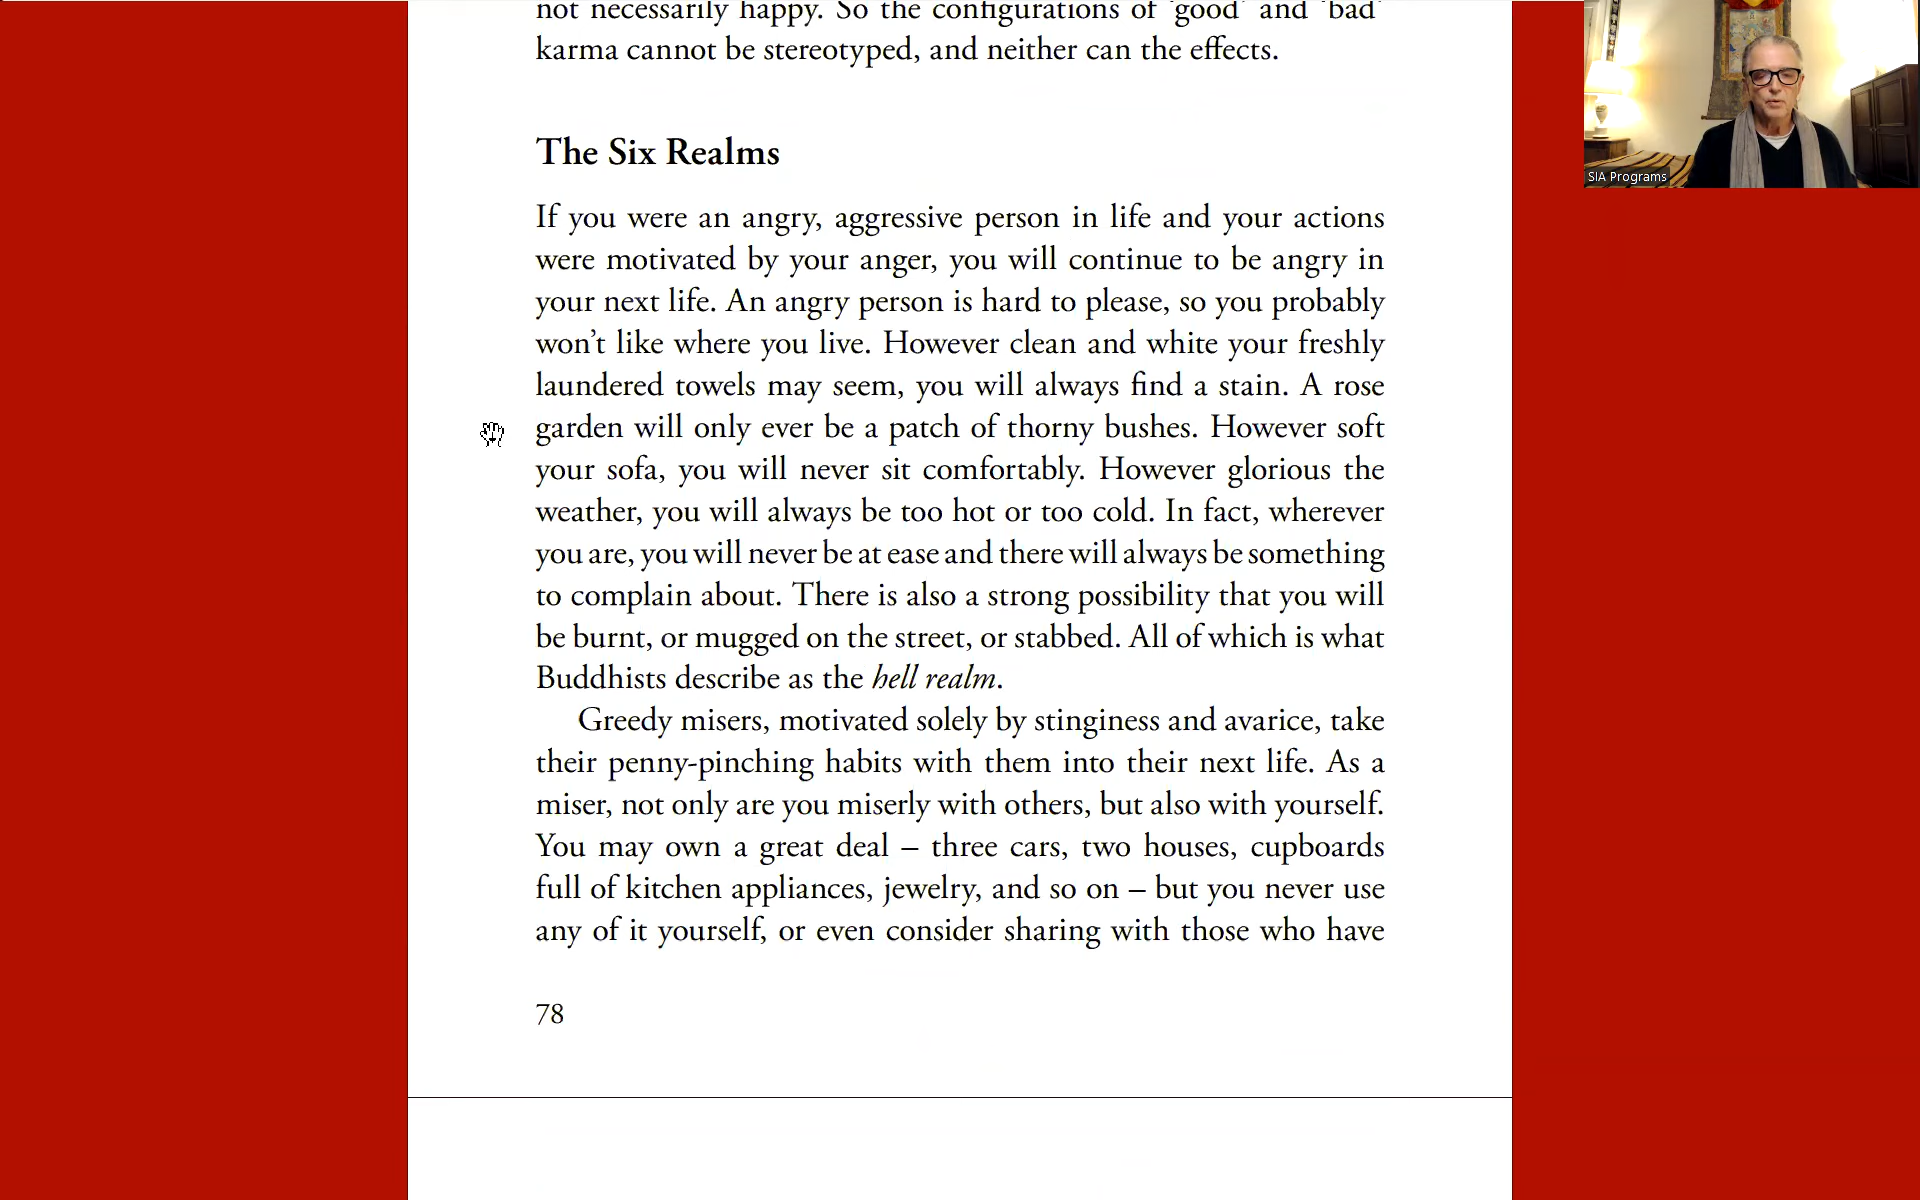 not necessarily happy. So the configurations of 'good' and 'bad'
karma cannot be stereotyped, and neither can the effects.
The Six Realms
If you were an angry, aggressive person in life and your actions
were motivated by your anger, you will continue to be angry in
your next life. An angry person is hard to please, so you probably
won't like where you live. However clean and white your freshly
laundered towels may seem, you will always find a stain. A rose
garden will only ever be a patch of thorny bushes. However soft
your sofa, you will never sit comfortably. However glorious the
weather, you will always be too hot or too cold. In fact, wherever
you are, you will never be at ease and there will always be something
to complain about. There is also a strong possibility that you will
be burnt, or mugged on the street, or stabbed. All of which is what
Buddhists describe as the hell realm.
Greedy misers, motivated solely by stinginess and avarice, take
their penny-pinching habits with them into their next life. As a
miser, not only are you miserly with others, but also with yourself.
You may own a great deal – three cars, two houses, cupboards
full of kitchen appliances, jewelry, and so on – but you never use
any of it yourself, or even consider sharing with those who have
78
SIA Programs